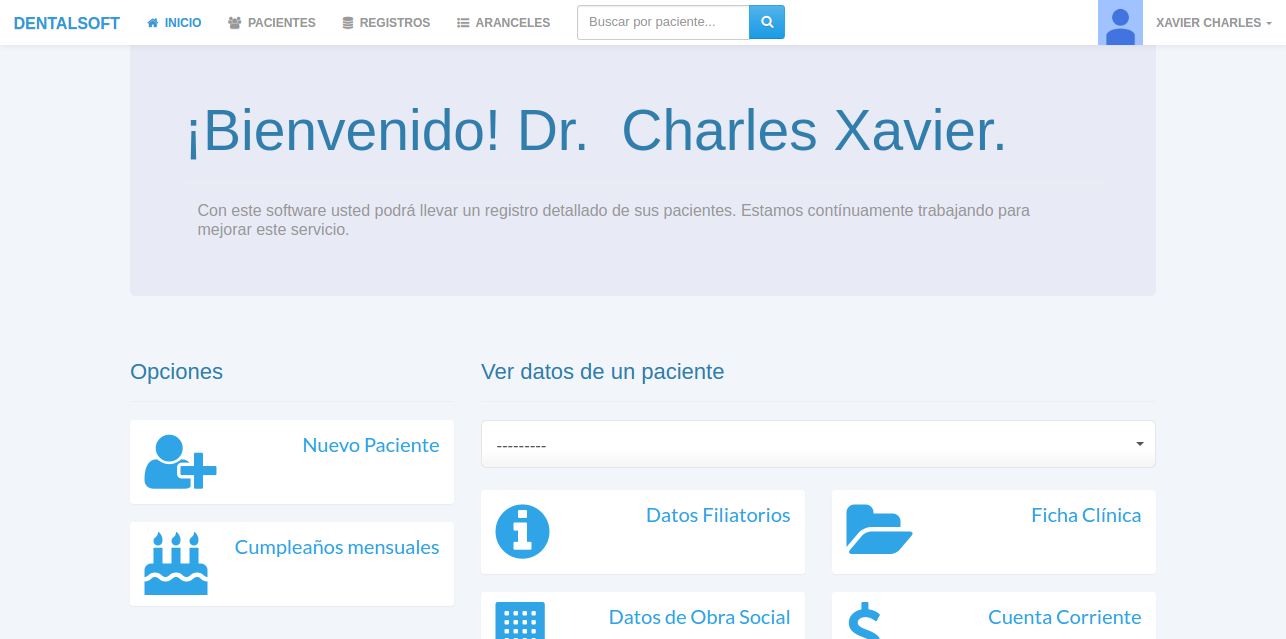 DENTALSOFT INICIO PACIENTES REGISTROS ARANCELES Buscar por paciente... XAVIER CHARLES
¡Bienvenido! Dr. Charles Xavier.
Con este software usted podrá llevar un registro detallado de sus pacientes. Estamos contínuamente trabajando para
mejorar este servicio.
Opciones
Nuevo Paciente
Cumpleaños mensuales
Ver datos de un paciente
---------
Datos Filiatorios
Ficha Clínica
Datos de Obra Social
Cuenta Corriente